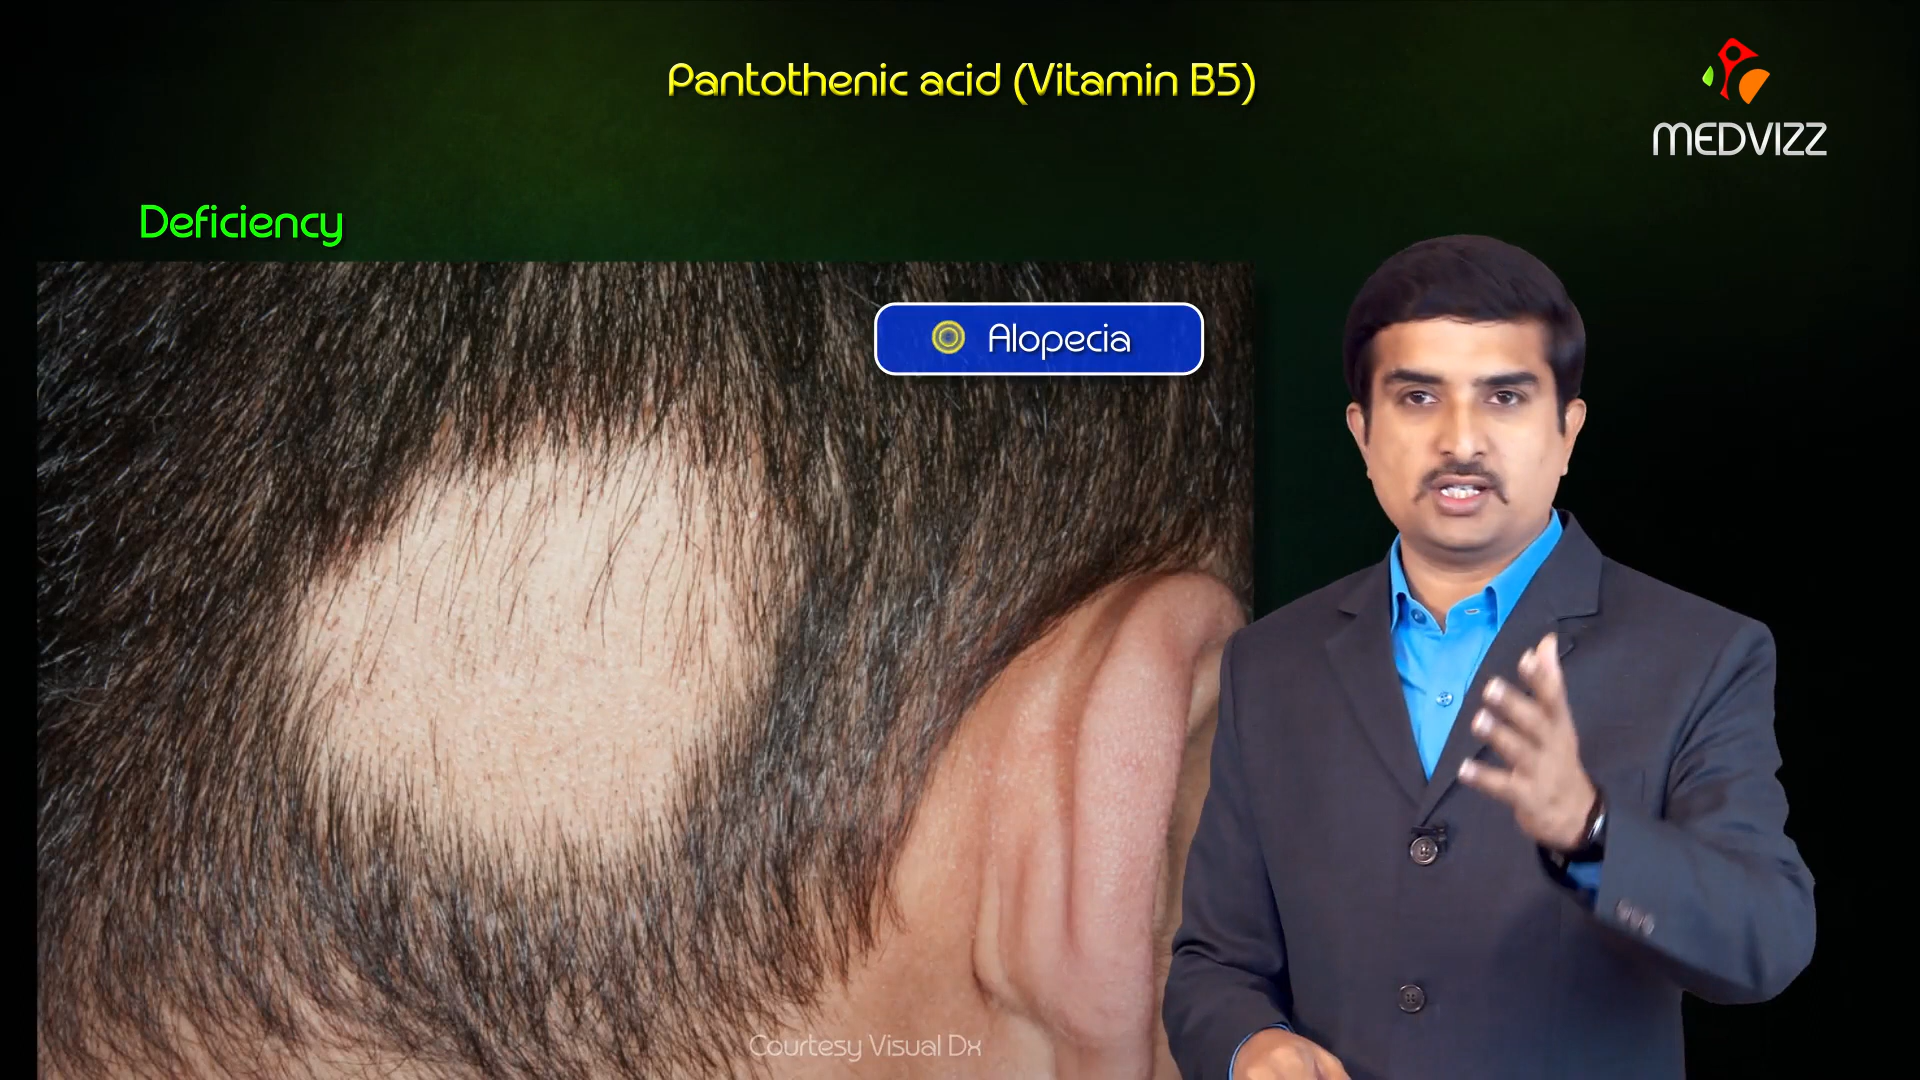 Pantothenic acid (Vitamin B5)
MEDVIZZ
Deficiency
Alopecia
Courtesy Visual Dx